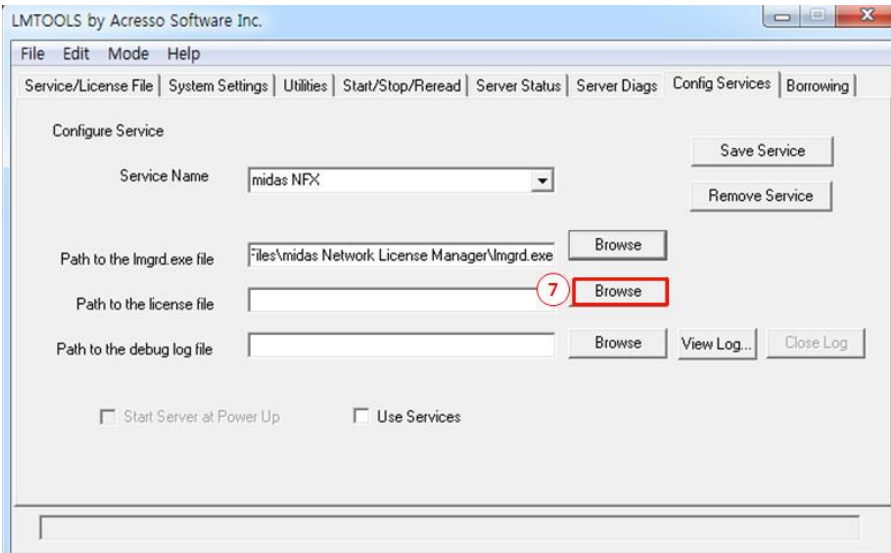 LMTOOLS by Acresso Software Inc.
File Edit Mode Help
Service/License File System Settings Utilities Start/Stop/Reread Server Status Server Diags Config Services Borrowing
Configure Service
Save Service
Service Name midas NFX
Remove Service
Path to the lmgrd.exe file Files\midas Network License Manager\lmgrd.exe Browse
Path to the license file 7 Browse
Path to the debug log file Browse View Log... Close Log
Start Server at Power Up Use Services